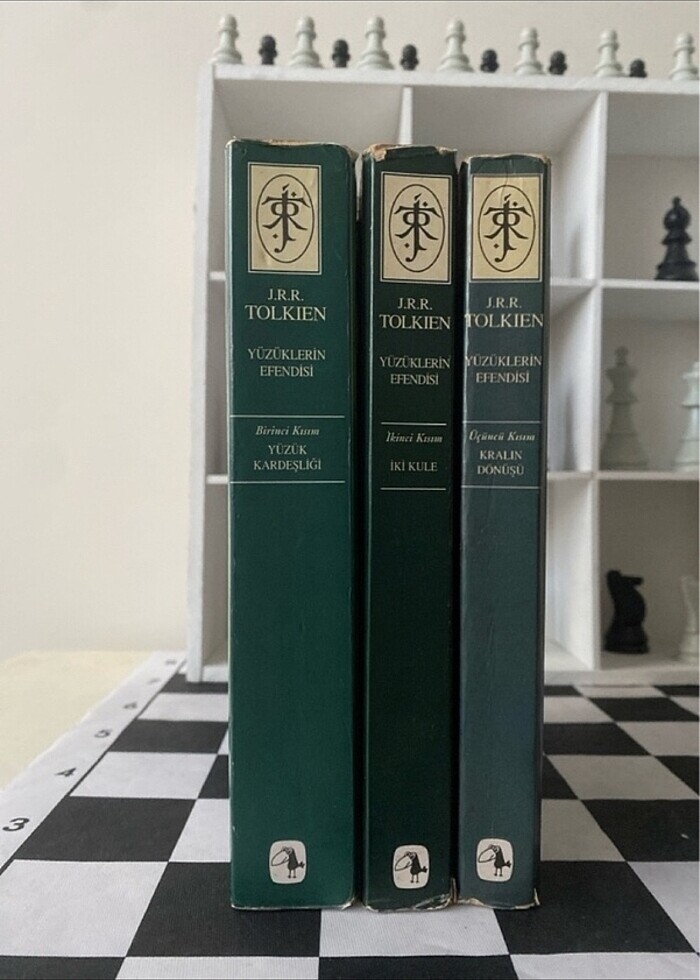 J.R.R.
TOLKIEN
YÜZÜKLERİN
EFENDİSİ
Birinci Kısım
YÜZÜK
KARDEŞLİĞİ
J.R.R.
TOLKIEN
YÜZÜKLERİN
EFENDİSİ
İkinci Kısım
İKİ KULE
J.R.R.
TOLKIEN
YÜZÜKLERİN
EFENDİSİ
Üçüncü Kısım
KRALIN
DÖNÜŞÜ
5
4
3